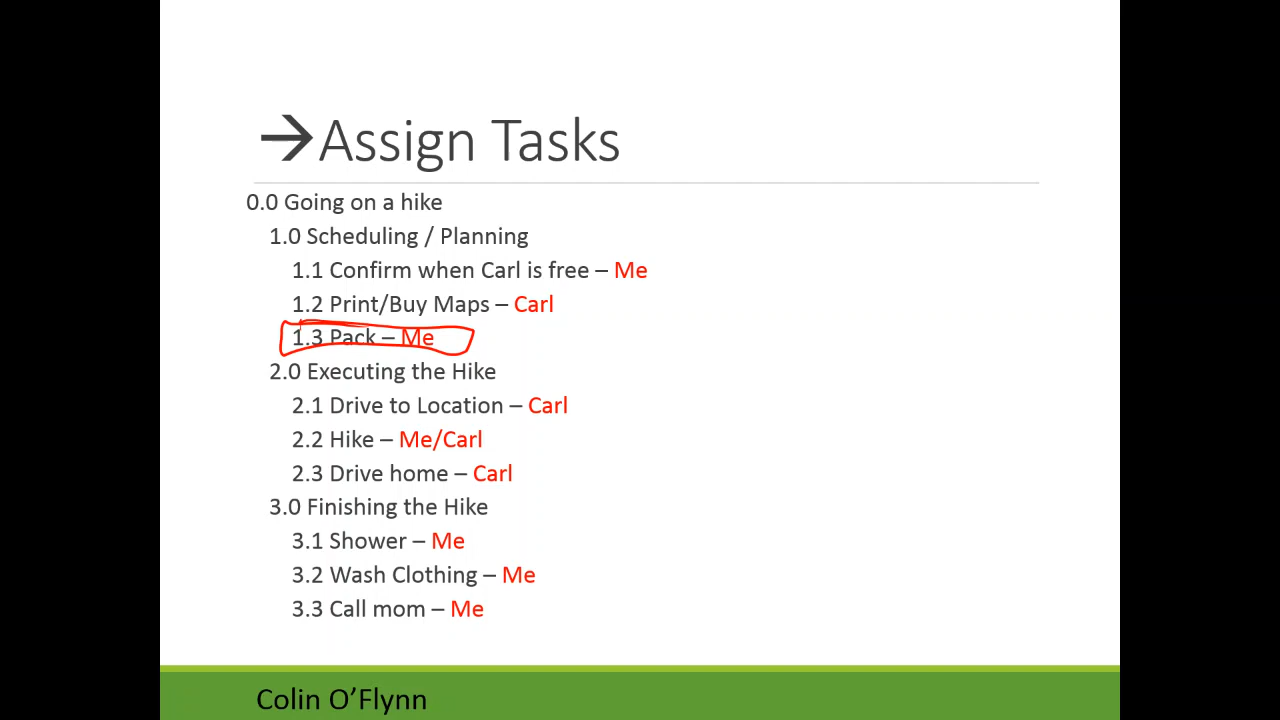 →Assign Tasks
0.0 Going on a hike
1.0 Scheduling / Planning
1.1 Confirm when Carl is free – Me
1.2 Print/Buy Maps – Carl
1.3 Pack – Me
2.0 Executing the Hike
2.1 Drive to Location – Carl
2.2 Hike – Me/Carl
2.3 Drive home – Carl
3.0 Finishing the Hike
3.1 Shower – Me
3.2 Wash Clothing – Me
3.3 Call mom – Me
Colin O’Flynn